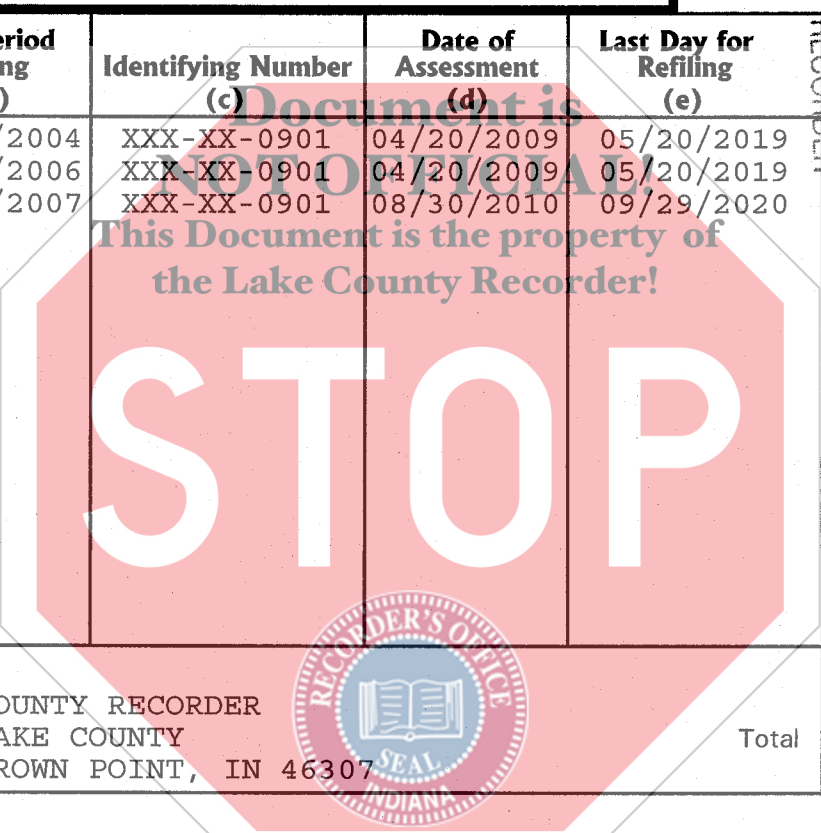 eriod
ng
)
Identifying Number
(c)
Date of
Assessment
(d)
Last Day for
Refiling
(e)
/2004 XXX-XX-0901 04/20/2009 05/20/2019
/2006 XXX-XX-0901 04/20/2009 05/20/2019
/2007 XXX-XX-0901 08/30/2010 09/29/2020
Document is
NOT OFFICIAL!
This Document is the property of
the Lake County Recorder!
STOP
RECORDER'S OFFICE
SEAL
INDIANA
OUNTY RECORDER
AKE COUNTY
ROWN POINT, IN 46307
Total
RECORDER